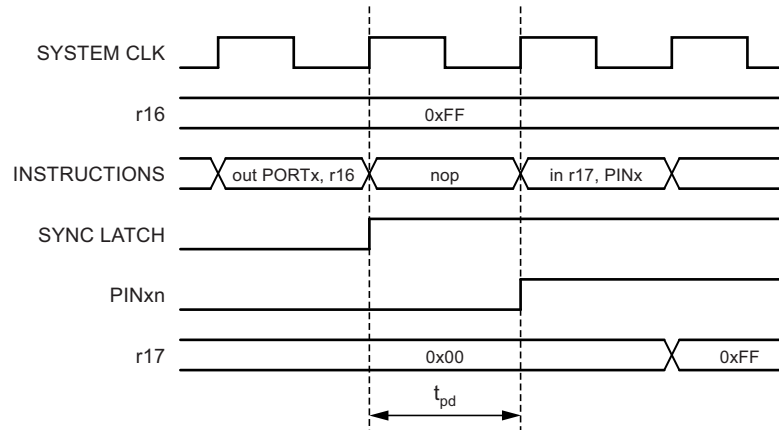 SYSTEM CLK
r16
0xFF
INSTRUCTIONS
out PORTx, r16
nop
in r17, PINx
SYNC LATCH
PINxn
r17
0x00
0xFF
tpd